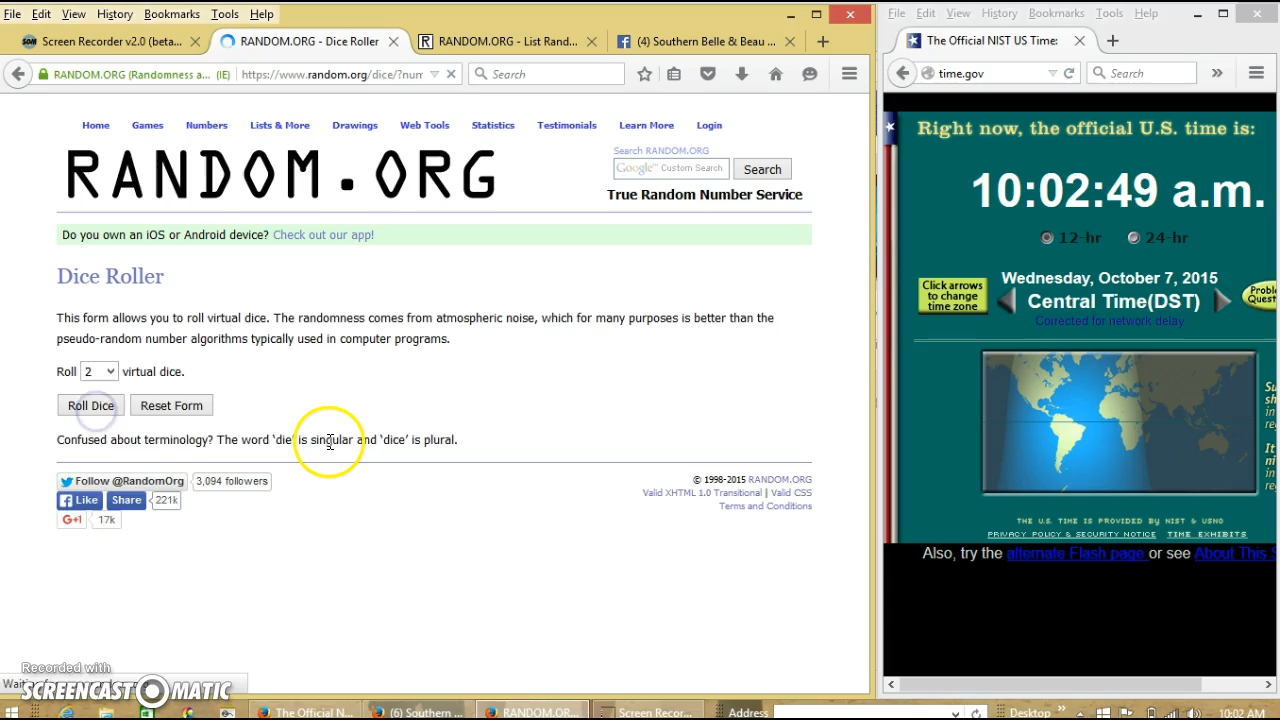 File Edit View History Bookmarks Tools Help
Screen Recorder v2.0 (beta...
RANDOM.ORG - Dice Roller
RANDOM.ORG - List Rand...
(4) Southern Belle & Beau ...
RANDOM.ORG (Randomness a... (IE)
https://www.random.org/dice/?num
Search
Home Games Numbers Lists & More Drawings Web Tools Statistics Testimonials Learn More Login
RANDOM.ORG
Search RANDOM.ORG
Google™ Custom Search
Search
True Random Number Service
Do you own an iOS or Android device? Check out our app!
Dice Roller
This form allows you to roll virtual dice. The randomness comes from atmospheric noise, which for many purposes is better than the
pseudo-random number algorithms typically used in computer programs.
Roll 2 virtual dice.
Roll Dice Reset Form
Confused about terminology? The word ‘die’ is singular and ‘dice’ is plural.
Follow @RandomOrg 3,094 followers
Like Share 221k
G+1 17k
© 1998-2015 RANDOM.ORG
Valid XHTML 1.0 Transitional | Valid CSS
Terms and Conditions
Recorded with
SCREENCAST MATIC
File Edit View History Bookmarks Tools Help
The Official NIST US Time:
time.gov
Search
Right now, the official U.S. time is:
10:02:49 a.m.
12-hr 24-hr
Wednesday, October 7, 2015
Click arrows
to change
time zone
Central Time(DST)
Corrected for network delay
THE U.S. TIME IS PROVIDED BY NIST & USNO
PRIVACY POLICY & SECURITY NOTICE TIME EXHIBITS
Also, try the alternate Flash page or see About This S
The Official N...
(6) Southern ...
RANDOM.OR...
Screen Recor...
Address
Desktop
10:02 AM